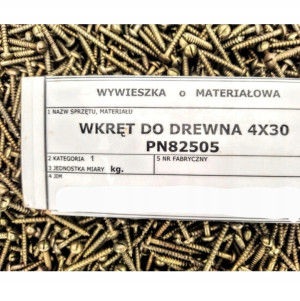 WYWIESZKA o MATERIAŁOWA
1 NAZW SPRZĘTU, MATERIAŁU
WKRĘT DO DREWNA 4X30
PN82505
2 KATEGORIA 1
5 NR FABRYCZNY
3 JEDNOSTKA MIARY kg.
4 JIM